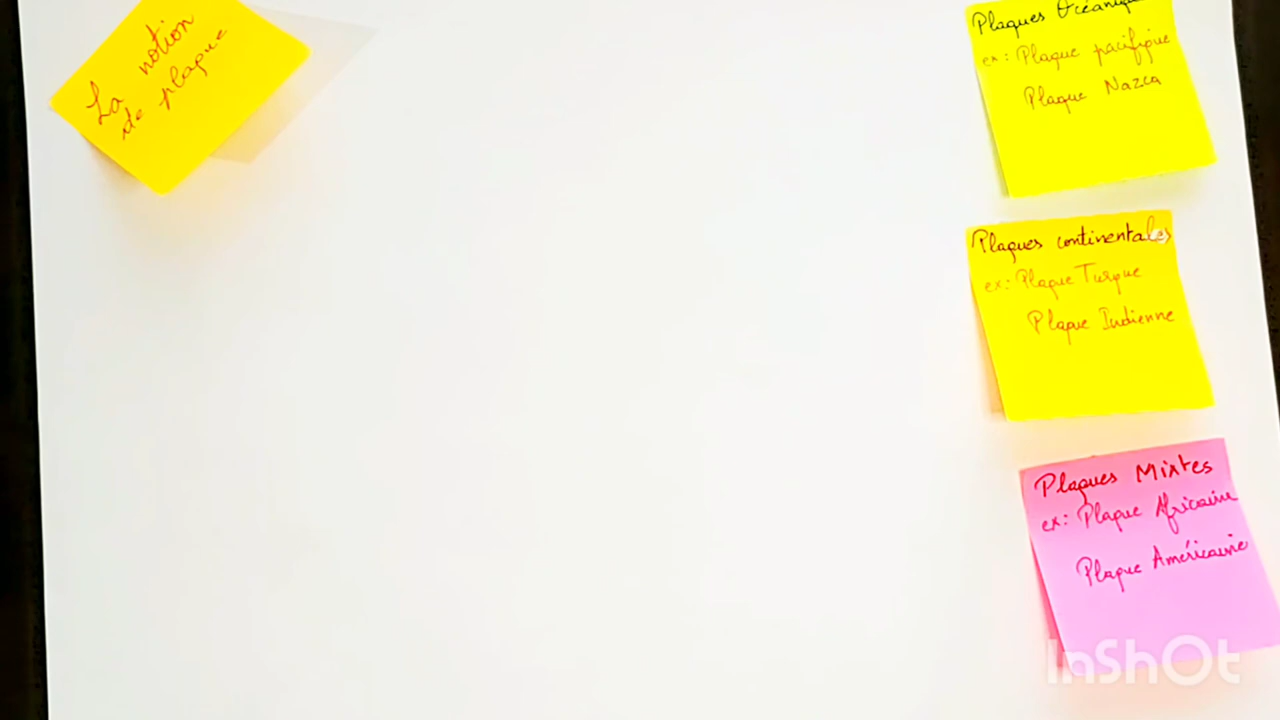 La notion
de plaque
Plaques Océaniques
ex: Plaque pacifique
Plaque Nazca
Plaques continentales
ex: Plaque Turque
Plaque Indienne
Plaques Mixtes
ex: Plaque Africaine
Plaque Américaine
InShOt